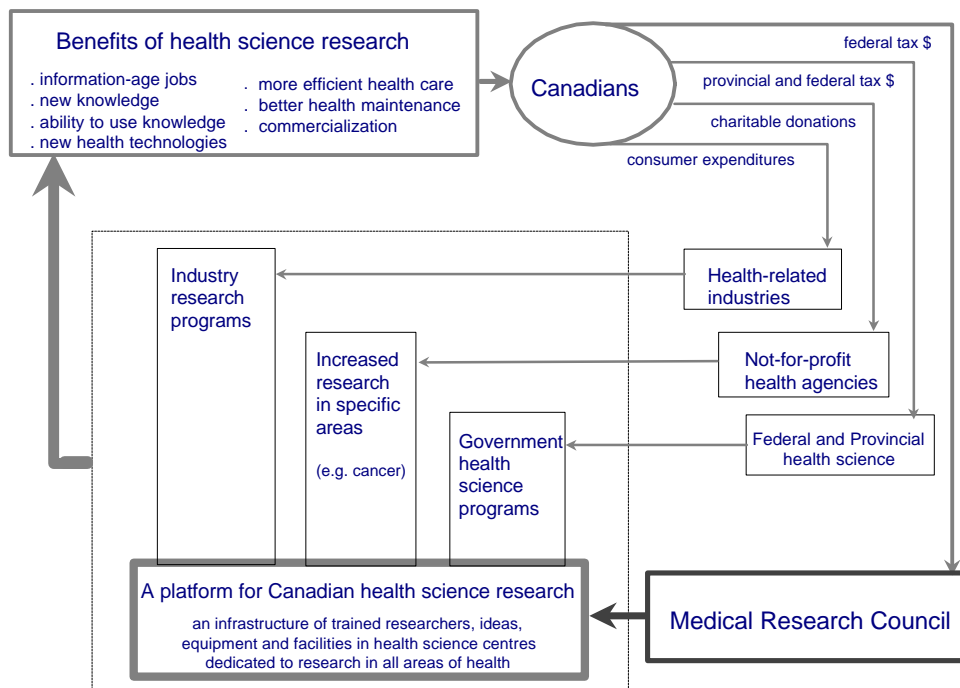 Benefits of health science research
. information-age jobs
. new knowledge
. ability to use knowledge
. new health technologies
. more efficient health care
. better health maintenance
. commercialization
Canadians
federal tax $
provincial and federal tax $
charitable donations
consumer expenditures
Industry
research
programs
Health-related
industries
Increased
research
in specific
areas
(e.g. cancer)
Not-for-profit
health agencies
Government
health
science
programs
Federal and Provincial
health science
A platform for Canadian health science research
an infrastructure of trained researchers, ideas,
equipment and facilities in health science centres
dedicated to research in all areas of health
Medical Research Council